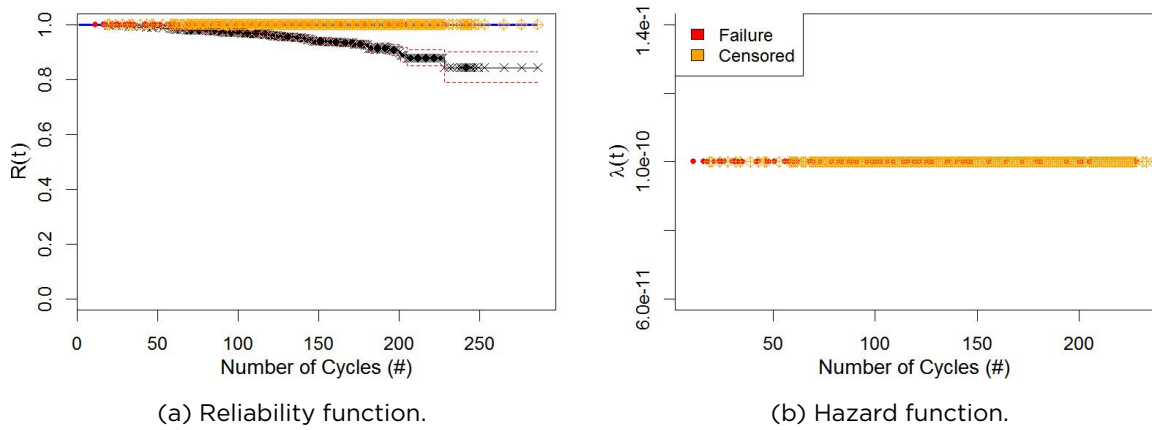 1.0
0.8
0.6
0.4
0.2
0.0
R(t)
0 50 100 150 200 250
Number of Cycles (#)
(a) Reliability function.
Failure
Censored
1.4e-1
1.0e-10
6.0e-11
λ(t)
50 100 150 200
Number of Cycles (#)
(b) Hazard function.